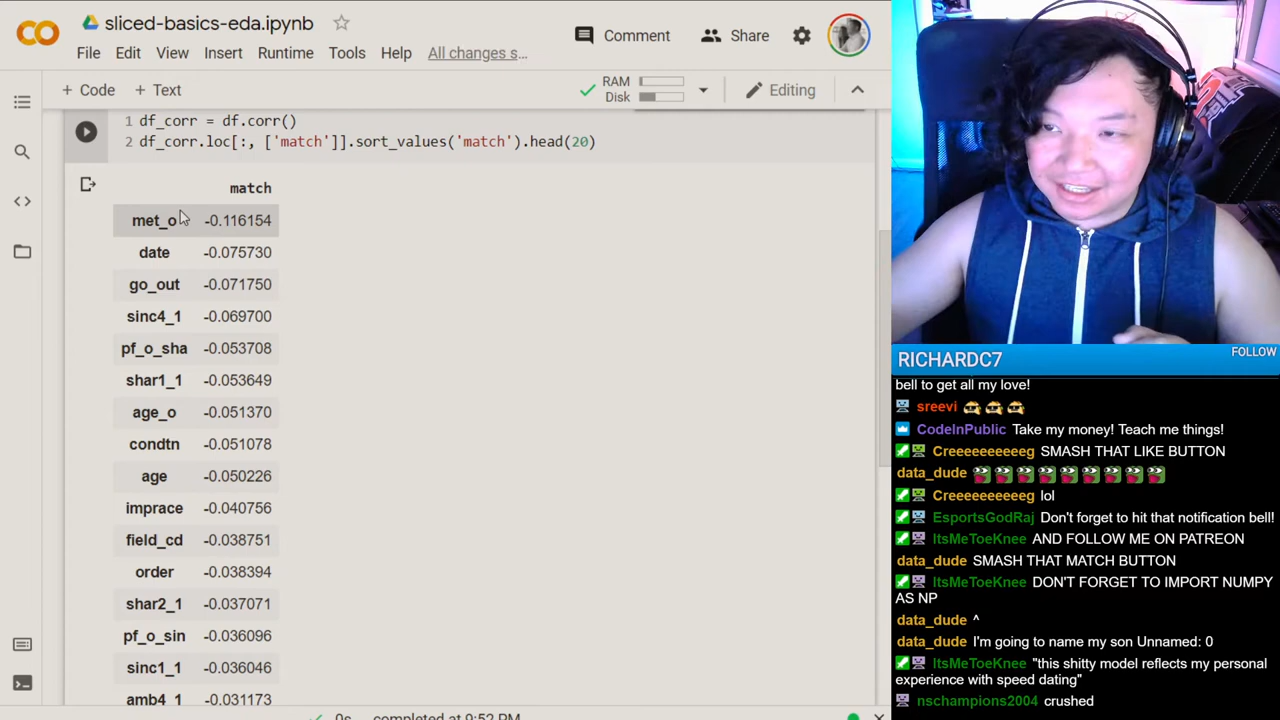 sliced-basics-eda.ipynb
File Edit View Insert Runtime Tools Help All changes s…
Comment Share
+ Code + Text
RAM
Disk
Editing
1 df_corr = df.corr()
2 df_corr.loc[:, ['match']].sort_values('match').head(20)
match
met_o -0.116154
date -0.075730
go_out -0.071750
sinc4_1 -0.069700
pf_o_sha -0.053708
shar1_1 -0.053649
age_o -0.051370
condtn -0.051078
age -0.050226
imprace -0.040756
field_cd -0.038751
order -0.038394
shar2_1 -0.037071
pf_o_sin -0.036096
sinc1_1 -0.036046
amb4_1 -0.031173
0s completed at 9:52 PM
RICHARDC7 FOLLOW
bell to get all my love!
sreevi
CodeInPublic Take my money! Teach me things!
Creeeeeeeeeg SMASH THAT LIKE BUTTON
data_dude
Creeeeeeeeeg lol
EsportsGodRaj Don't forget to hit that notification bell!
ItsMeToeKnee AND FOLLOW ME ON PATREON
data_dude SMASH THAT MATCH BUTTON
ItsMeToeKnee DON'T FORGET TO IMPORT NUMPY
AS NP
data_dude ^
data_dude I'm going to name my son Unnamed: 0
ItsMeToeKnee "this shitty model reflects my personal
experience with speed dating"
nschampions2004 crushed